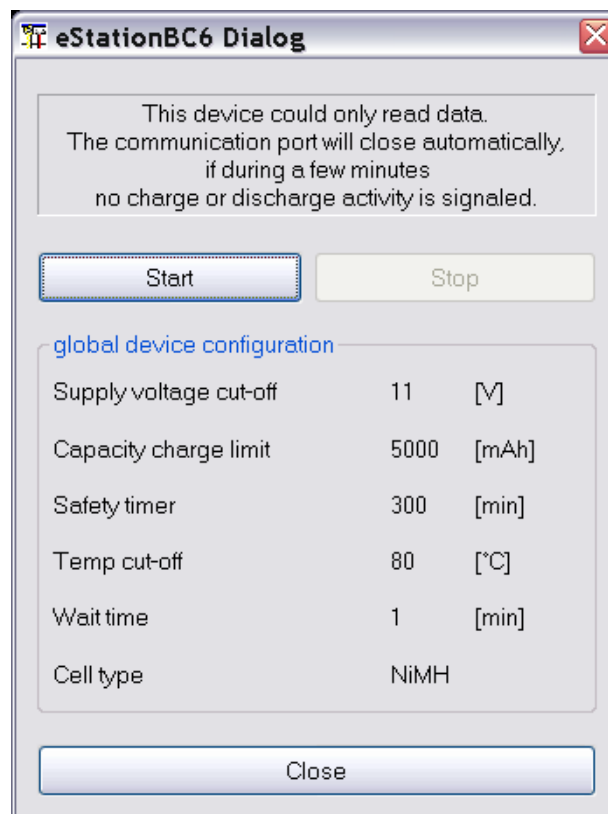 eStationBC6 Dialog
This device could only read data.
The communication port will close automatically,
if during a few minutes
no charge or discharge activity is signaled.
Start Stop
global device configuration
Supply voltage cut-off 11 [V]
Capacity charge limit 5000 [mAh]
Safety timer 300 [min]
Temp cut-off 80 [°C]
Wait time 1 [min]
Cell type NiMH
Close